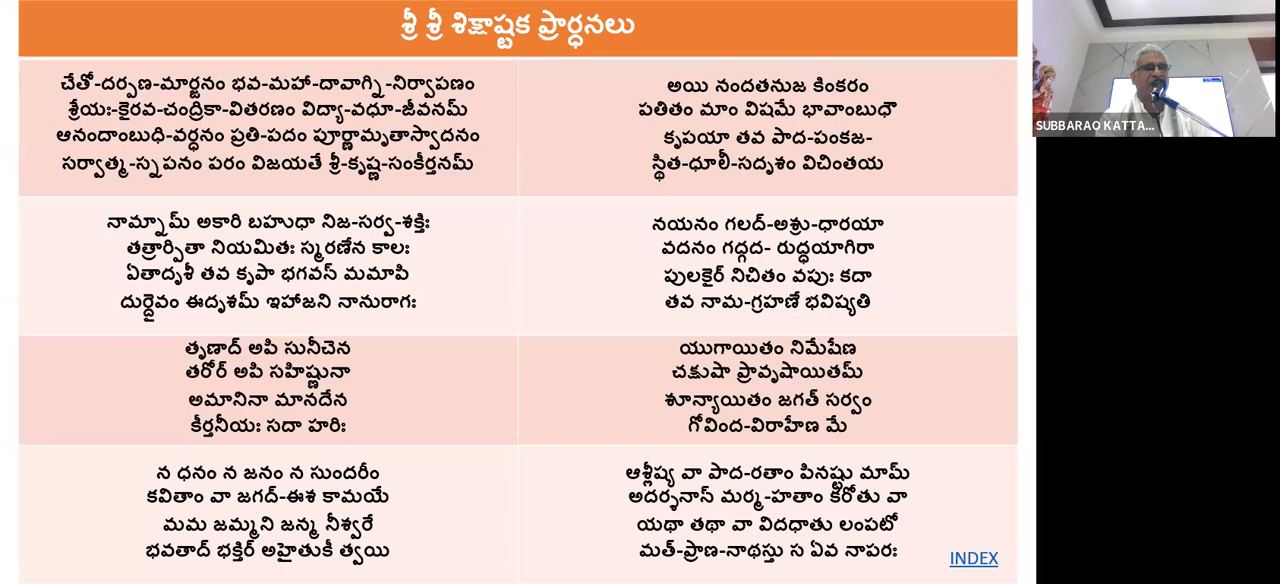 శ్రీ శ్రీ శిక్షాష్టక ప్రార్ధనలు
చేతో-దర్పణ-మార్జనం భవ-మహా-దావాగ్ని-నిర్వాపణం
శ్రేయః-కైరవ-చంద్రికా-వితరణం విద్యా-వధూ-జీవనమ్
ఆనందాంబుధి-వర్ధనం ప్రతి-పదం పూర్ణామృతాస్వాదనం
సర్వాత్మ-స్నపనం పరం విజయతే శ్రీ-కృష్ణ-సంకీర్తనమ్
అయి నందతనుజ కింకరం
పతితం మాం విషమే భావాంబుధౌ
కృపయా తవ పాద-పంకజ-
స్థిత-ధూలీ-సదృశం విచింతయ
నామ్నామ్ అకారి బహుధా నిజ-సర్వ-శక్తిః
తత్రార్పితా నియమితః స్మరణేన కాలః
ఏతాదృశీ తవ కృపా భగవస్ మమాపి
దుర్దైవం ఈదృశమ్ ఇహాజని నానురాగః
నయనం గలద్-అశ్రు-ధారయా
వదనం గద్గద- రుద్ధయాగిరా
పులకైర్ నిచితం వపుః కదా
తవ నామ-గ్రహణే భవిష్యతి
తృణాద్ అపి సునీచెన
తరోర్ అపి సహిష్ణునా
అమానినా మానదేన
కీర్తనీయః సదా హరిః
యుగాయితం నిమేషేణ
చక్షుషా ప్రావృషాయితమ్
శూన్యాయితం జగత్ సర్వం
గోవింద-విరాహేణ మే
న ధనం న జనం న సుందరీం
కవితాం వా జగద్-ఈశ కామయే
మమ జమ్మని జన్మ నీశ్వరే
భవతాద్ భక్తిర్ అహైతుకీ త్వయి
ఆశ్లీష్య వా పాద-రతాం పినష్టు మామ్
అదర్శనాస్ మర్మ-హతాం కరోతు వా
యథా తథా వా విదధాతు లంపటో
మత్-ప్రాణ-నాథస్తు స ఏవ నాపరః
INDEX
SUBBARAO KATTA...